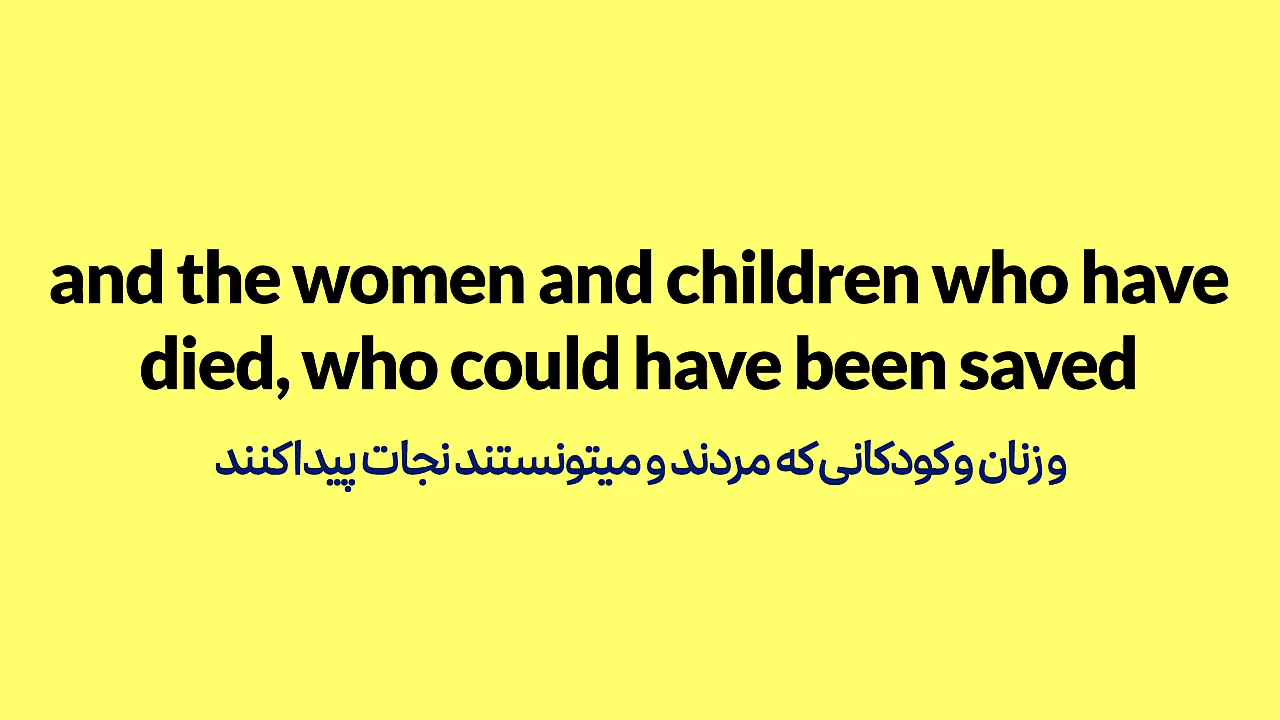 and the women and children who have
died, who could have been saved
و زنان و کودکانی که مردند و میتونستند نجات پیدا کنند